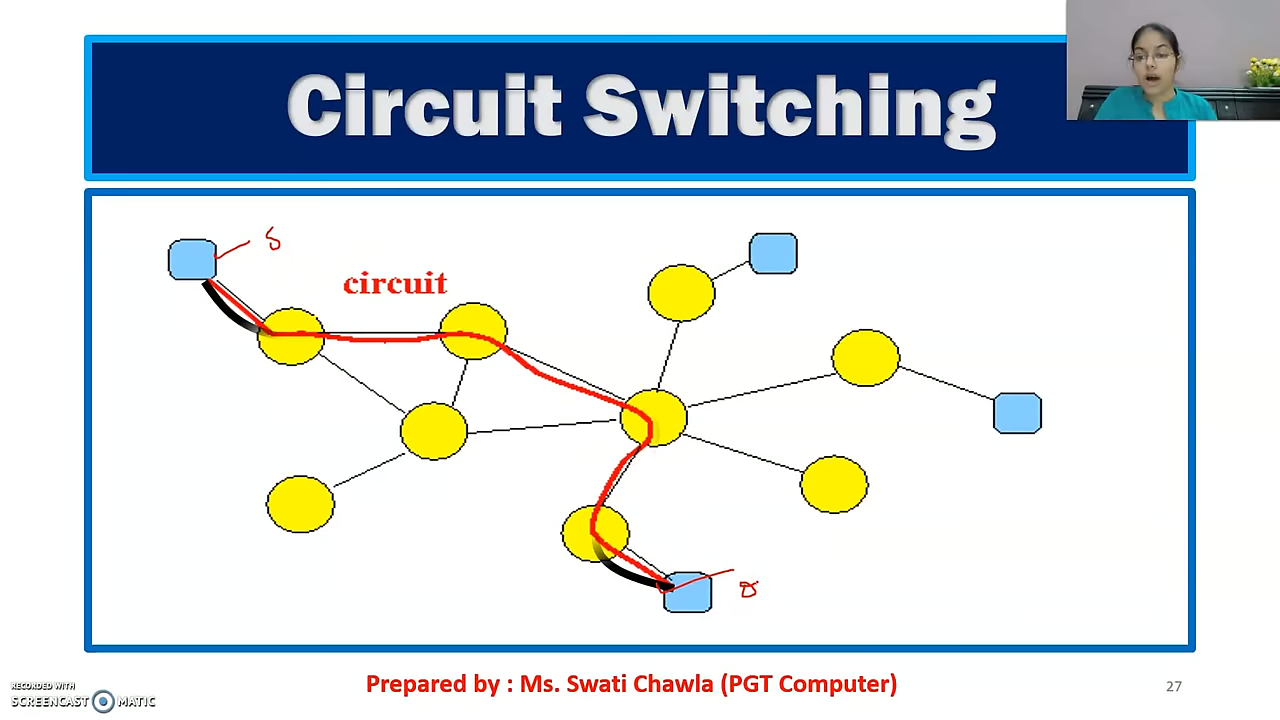 Circuit Switching
S
circuit
D
Prepared by : Ms. Swati Chawla (PGT Computer)
27
RECORDED WITH
SCREENCAST MATIC